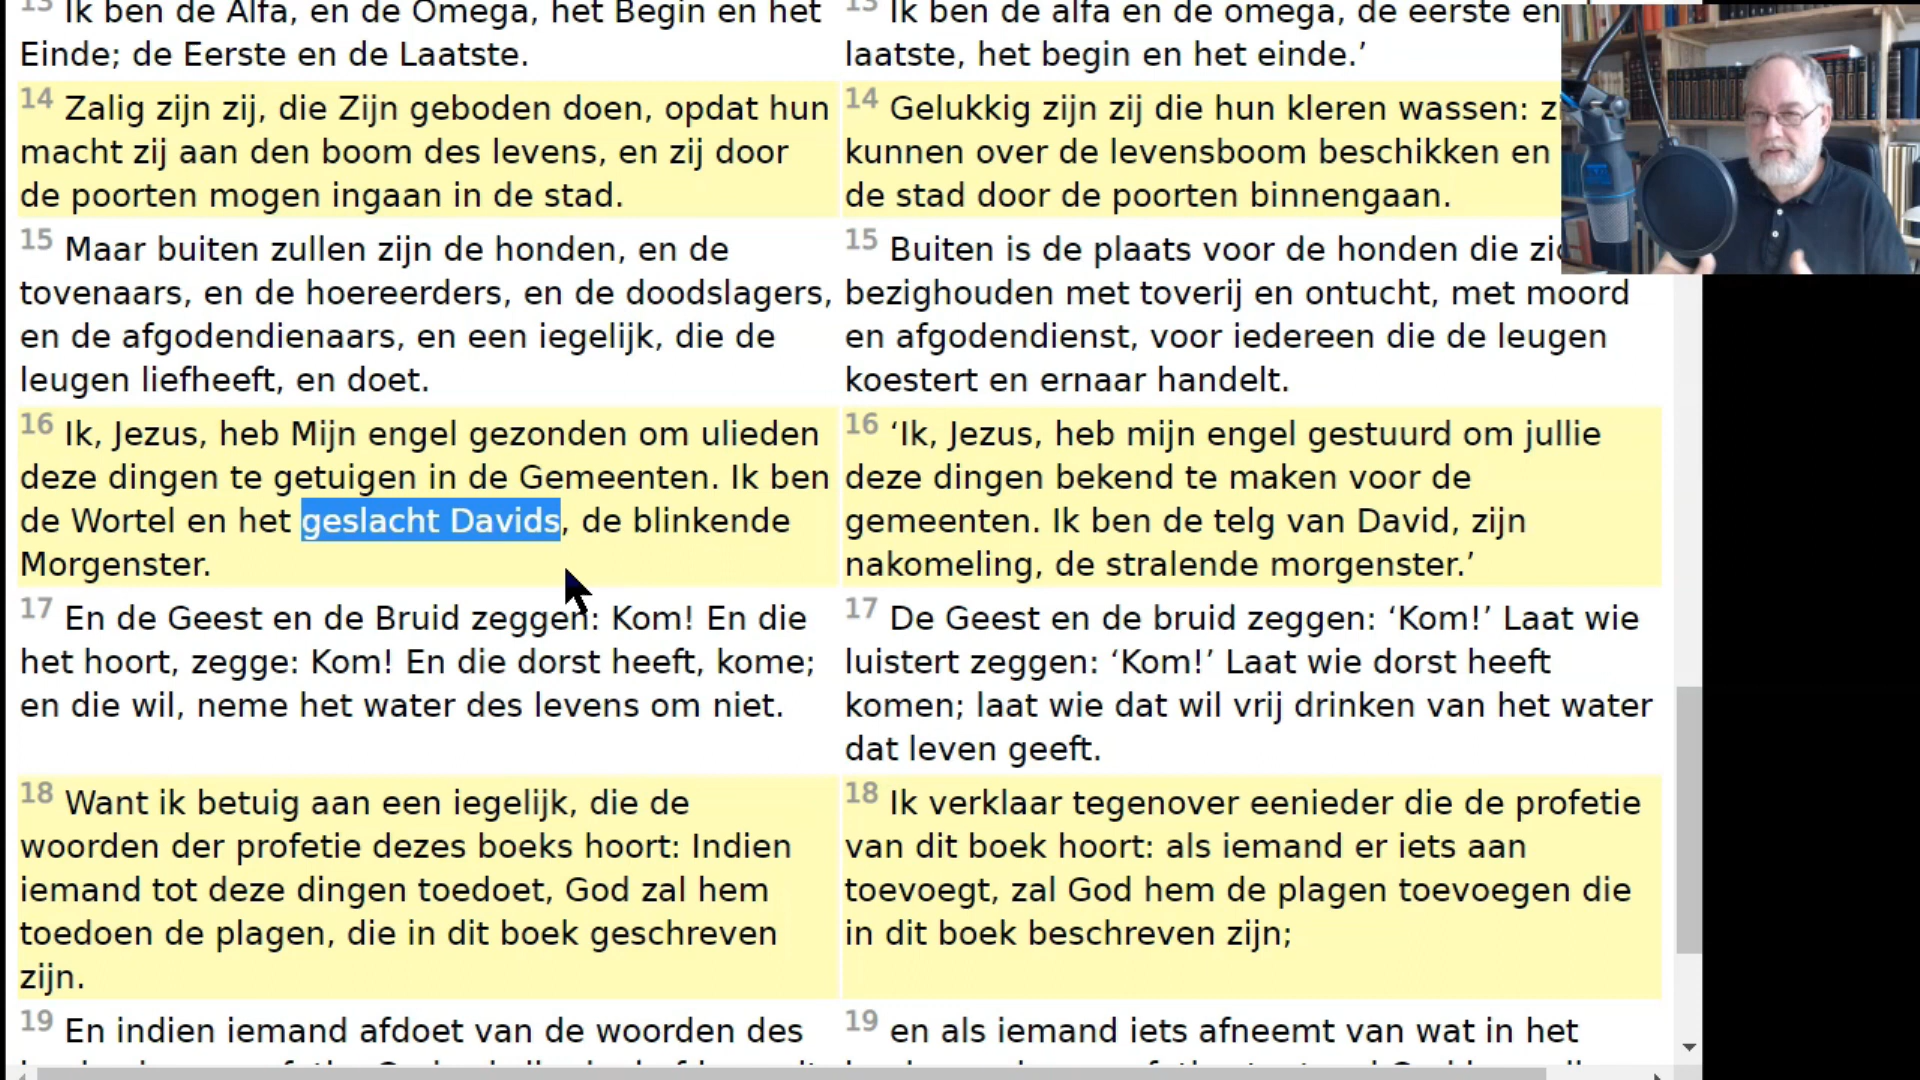 13 Ik ben de Alfa, en de Omega, het Begin en het
Einde; de Eerste en de Laatste.
14 Zalig zijn zij, die Zijn geboden doen, opdat hun
macht zij aan den boom des levens, en zij door
de poorten mogen ingaan in de stad.
15 Maar buiten zullen zijn de honden, en de
tovenaars, en de hoereerders, en de doodslagers,
en de afgodendienaars, en een iegelijk, die de
leugen liefheeft, en doet.
16 Ik, Jezus, heb Mijn engel gezonden om ulieden
deze dingen te getuigen in de Gemeenten. Ik ben
de Wortel en het geslacht Davids, de blinkende
Morgenster.
17 En de Geest en de Bruid zeggen: Kom! En die
het hoort, zegge: Kom! En die dorst heeft, kome;
en die wil, neme het water des levens om niet.
18 Want ik betuig aan een iegelijk, die de
woorden der profetie dezes boeks hoort: Indien
iemand tot deze dingen toedoet, God zal hem
toedoen de plagen, die in dit boek geschreven
zijn.
19 En indien iemand afdoet van de woorden des
13 Ik ben de alfa en de omega, de eerste en
laatste, het begin en het einde.’
14 Gelukkig zijn zij die hun kleren wassen:
kunnen over de levensboom beschikken en
de stad door de poorten binnengaan.
15 Buiten is de plaats voor de honden die
bezighouden met toverij en ontucht, met moord
en afgodendienst, voor iedereen die de leugen
koestert en ernaar handelt.
16 ‘Ik, Jezus, heb mijn engel gestuurd om jullie
deze dingen bekend te maken voor de
gemeenten. Ik ben de telg van David, zijn
nakomeling, de stralende morgenster.’
17 De Geest en de bruid zeggen: ‘Kom!’ Laat wie
luistert zeggen: ‘Kom!’ Laat wie dorst heeft
komen; laat wie dat wil vrij drinken van het water
dat leven geeft.
18 Ik verklaar tegenover eenieder die de profetie
van dit boek hoort: als iemand er iets aan
toevoegt, zal God hem de plagen toevoegen die
in dit boek beschreven zijn;
19 en als iemand iets afneemt van wat in het